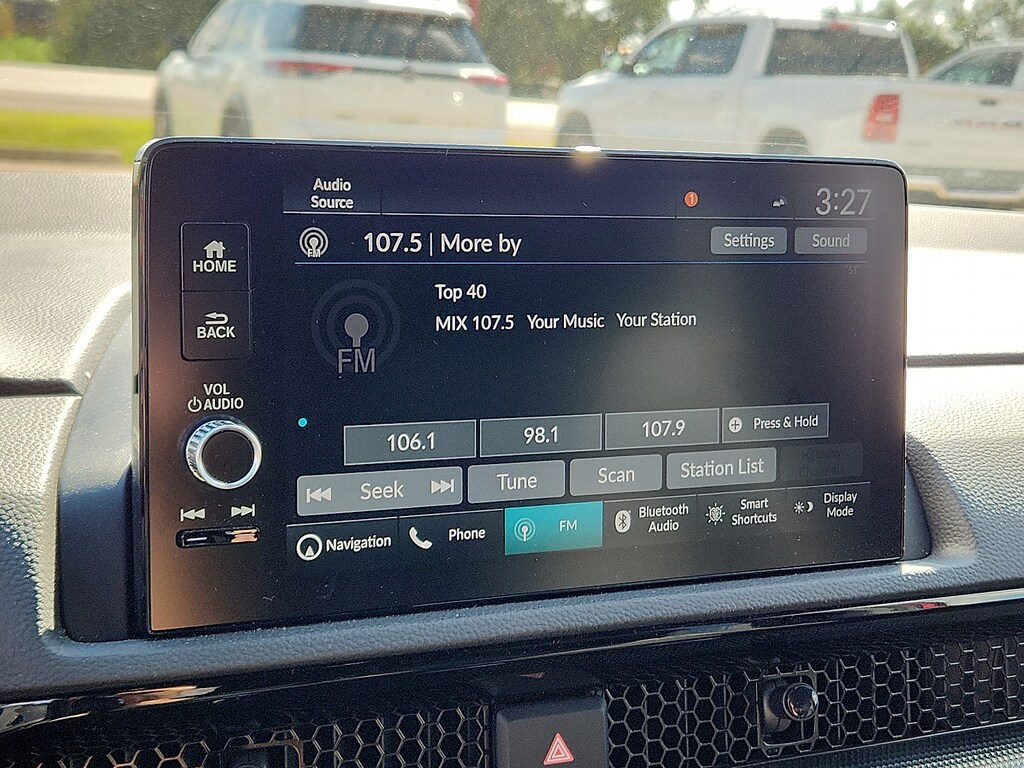 Audio
Source
1
3:27
FM
107.5 | More by
Settings
Sound
HOME
BACK
VOL
AUDIO
Top 40
MIX 107.5 Your Music Your Station
FM
106.1
98.1
107.9
Press & Hold
Seek
Tune
Scan
Station List
Navigation
Phone
FM
Bluetooth
Audio
Smart
Shortcuts
Display
Mode